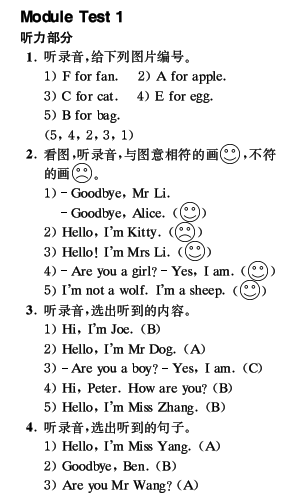 Module Test 1
听力部分
1. 听录音,给下列图片编号。
1) F for fan. 2) A for apple.
3) C for cat. 4) E for egg.
5) B for bag.
(5, 4, 2, 3, 1)
2. 看图,听录音,与图意相符的画,不符
的画。
1) – Goodbye, Mr Li.
– Goodbye, Alice. ( )
2) Hello, I'm Kitty. ( )
3) Hello! I'm Mrs Li. ( )
4) – Are you a girl? – Yes, I am. ( )
5) I'm not a wolf. I'm a sheep. ( )
3. 听录音,选出听到的内容。
1) Hi, I'm Joe. (B)
2) Hello, I'm Mr Dog. (A)
3) – Are you a boy? – Yes, I am. (C)
4) Hi, Peter. How are you? (B)
5) Hello, I'm Miss Zhang. (B)
4. 听录音,选出听到的句子。
1) Hello, I'm Miss Yang. (A)
2) Goodbye, Ben. (B)
3) Are you Mr Wang? (A)